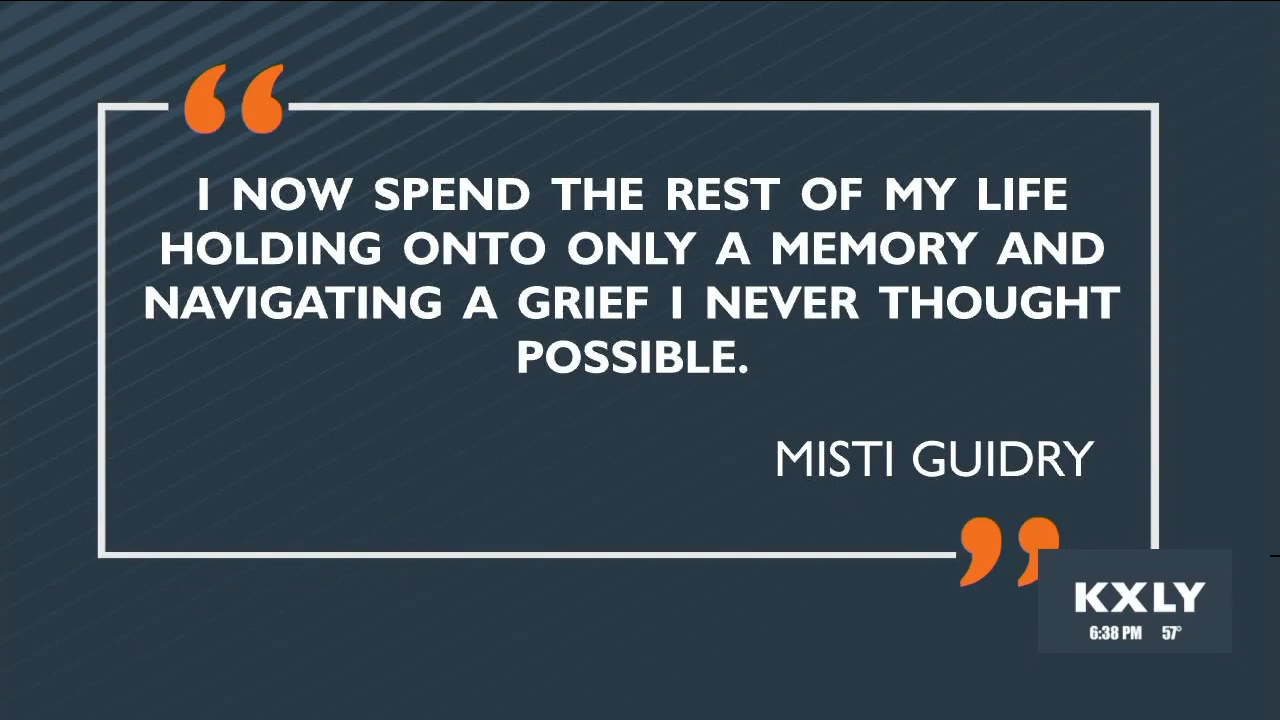 I NOW SPEND THE REST OF MY LIFE
HOLDING ONTO ONLY A MEMORY AND
NAVIGATING A GRIEF I NEVER THOUGHT
POSSIBLE.
MISTI GUIDRY
KXLY
6:38 PM 57°